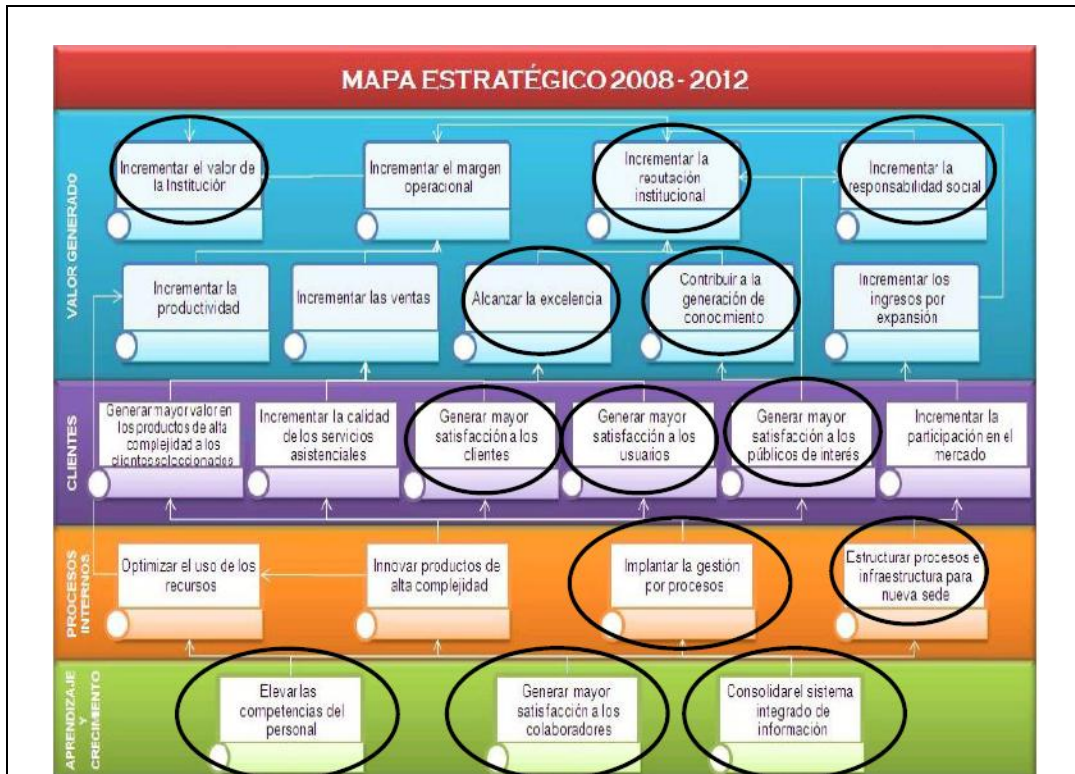 MAPA ESTRATÉGICO 2008 - 2012
VALOR GENERADO
Incrementar el valor de
la Institución
Incrementar el margen
operacional
Incrementar la
reputación
institucional
Incrementar la
responsabilidad social
Incrementar la
productividad
Incrementar las ventas
Alcanzar la excelencia
Contribuir a la
generación de
conocimiento
Incrementar los
ingresos por
expansión
CLIENTES
Generar mayor valor en
los productos de alta
complejidad a los
clientes seleccionados
Incrementar la calidad
de los servicios
asistenciales
Generar mayor
satisfacción a los
clientes
Generar mayor
satisfacción a los
usuarios
Generar mayor
satisfacción a los
públicos de interés
Incrementar la
participación en el
mercado
PROCESOS
INTERNOS
Optimizar el uso de los
recursos
Innovar productos de
alta complejidad
Implantar la gestión
por procesos
Estructurar procesos e
infraestructura para
nueva sede
APRENDIZAJE
Y
CRECIMIENTO
Elevar las
competencias del
personal
Generar mayor
satisfacción a los
colaboradores
Consolidar el sistema
integrado de
información